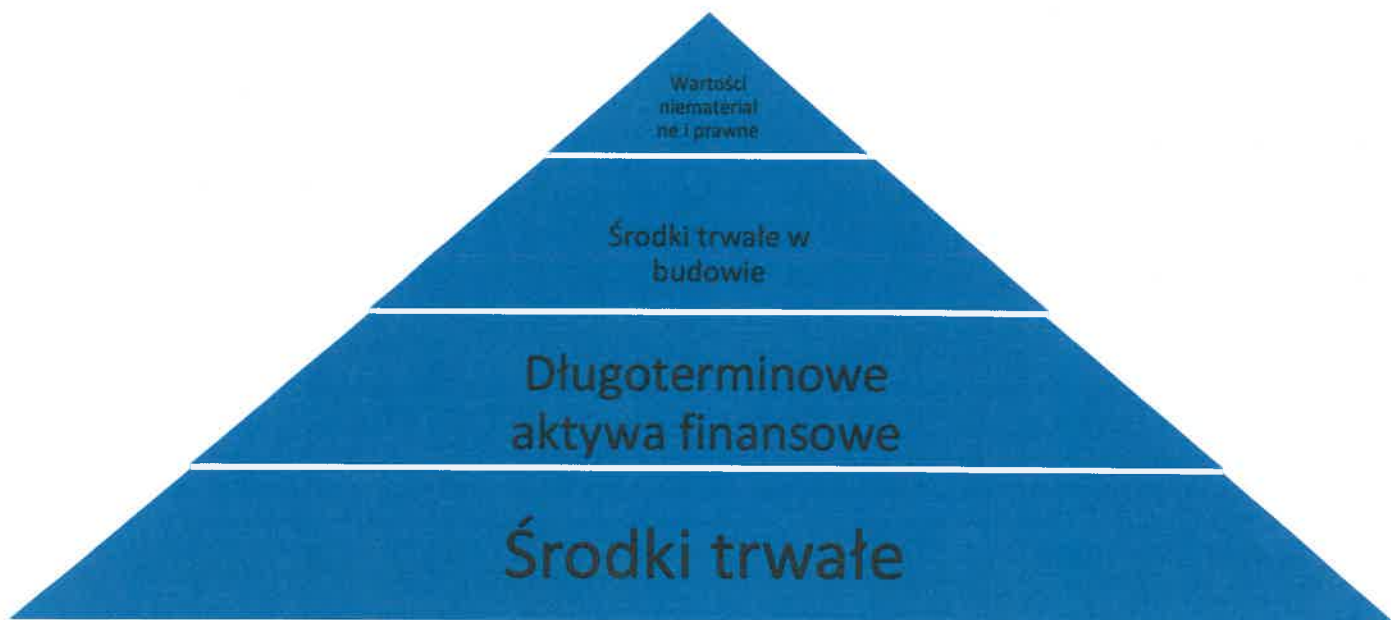 Wartości
niematerial
ne i prawne
Środki trwałe w
budowie
Długoterminowe
aktywa finansowe
Środki trwałe